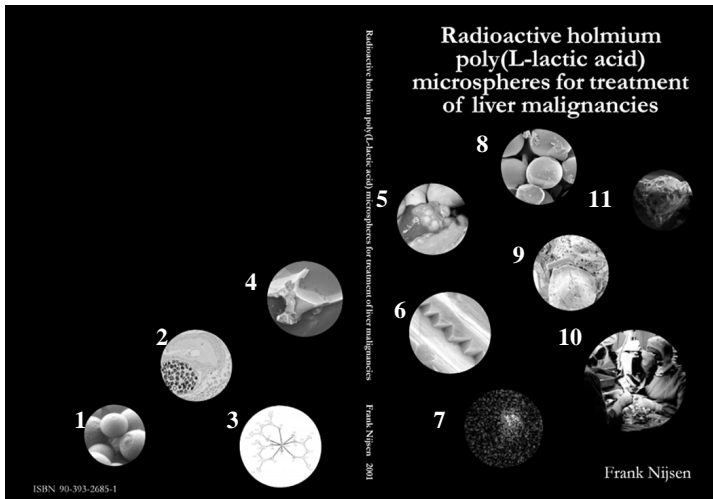 Radioactive holmium
poly(L-lactic acid)
microspheres for treatment
of liver malignancies
8
5
11
9
4
6
10
2
1
3
7
Frank Nijsen
ISBN 90-393-2685-1
Radioactive holmium poly(L-lactic acid) microspheres for treatment of liver malignancies
Frank Nijsen 2001